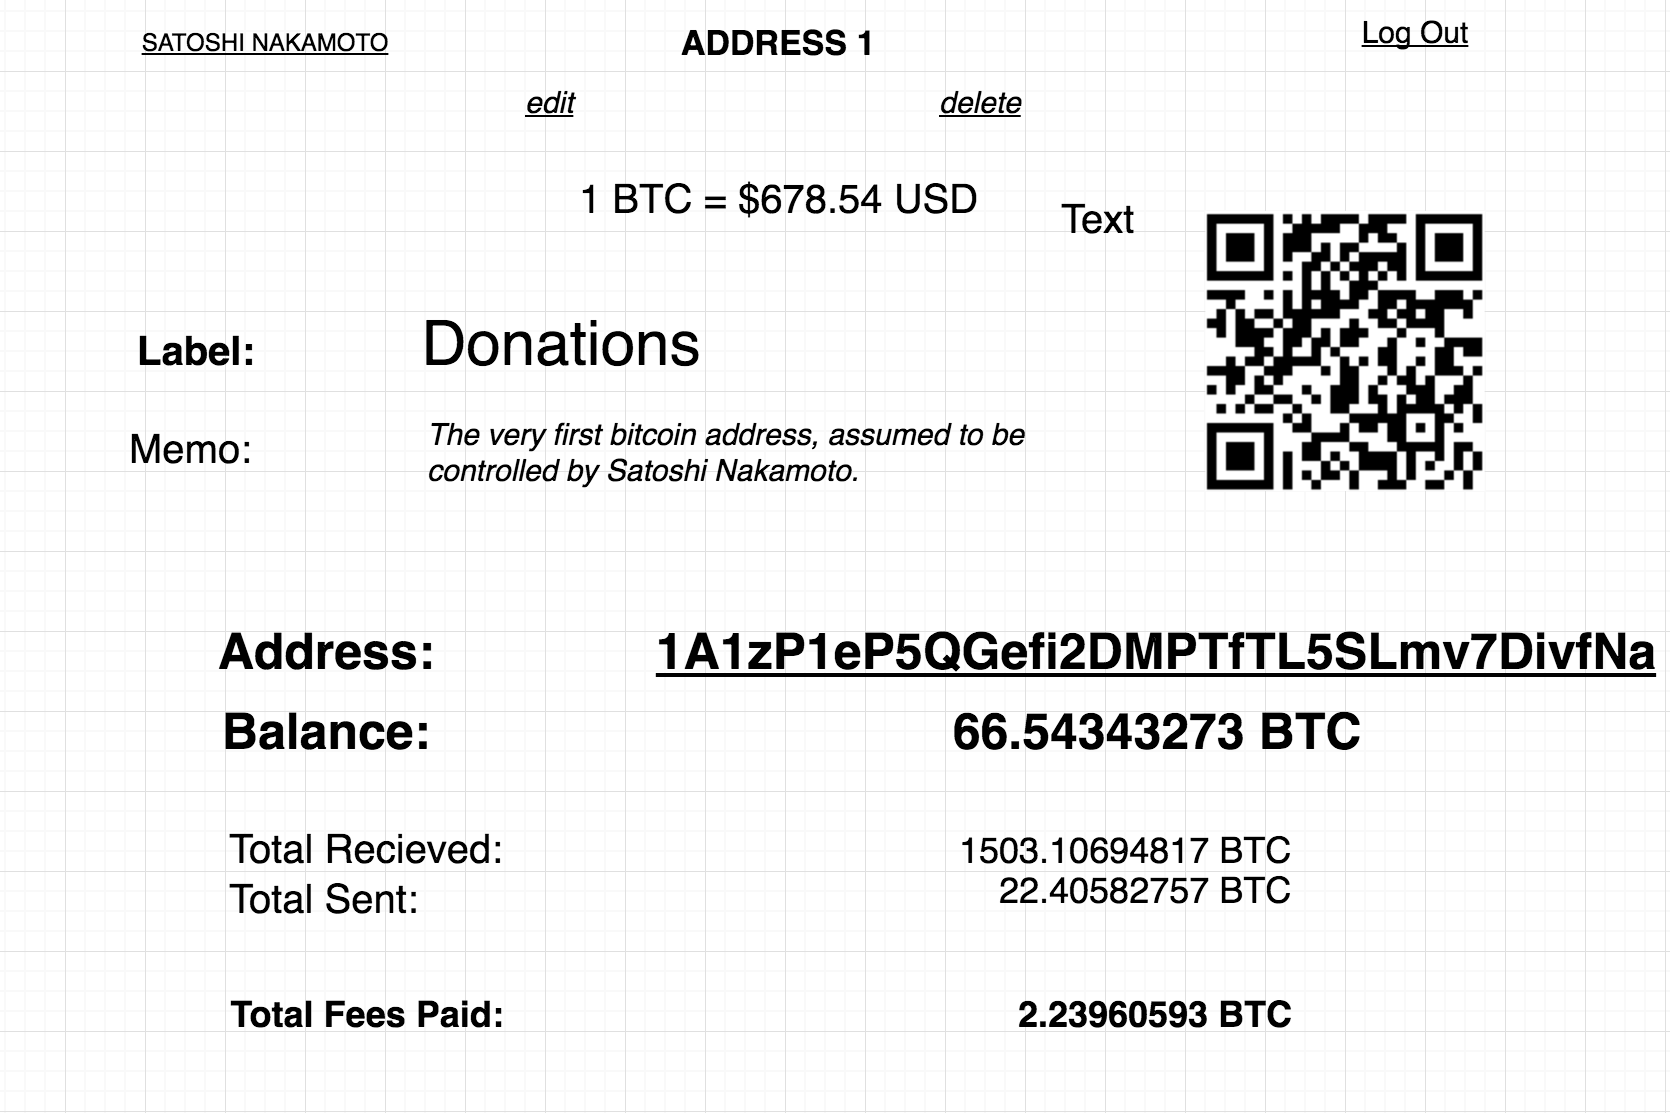 SATOSHI NAKAMOTO
ADDRESS 1
Log Out
edit
delete
1 BTC = $678.54 USD
Text
Label:
Donations
Memo:
The very first bitcoin address, assumed to be
controlled by Satoshi Nakamoto.
Address:
1A1zP1eP5QGefi2DMPTfTL5SLmv7DivfNa
Balance:
66.54343273 BTC
Total Recieved:
1503.10694817 BTC
Total Sent:
22.40582757 BTC
Total Fees Paid:
2.23960593 BTC